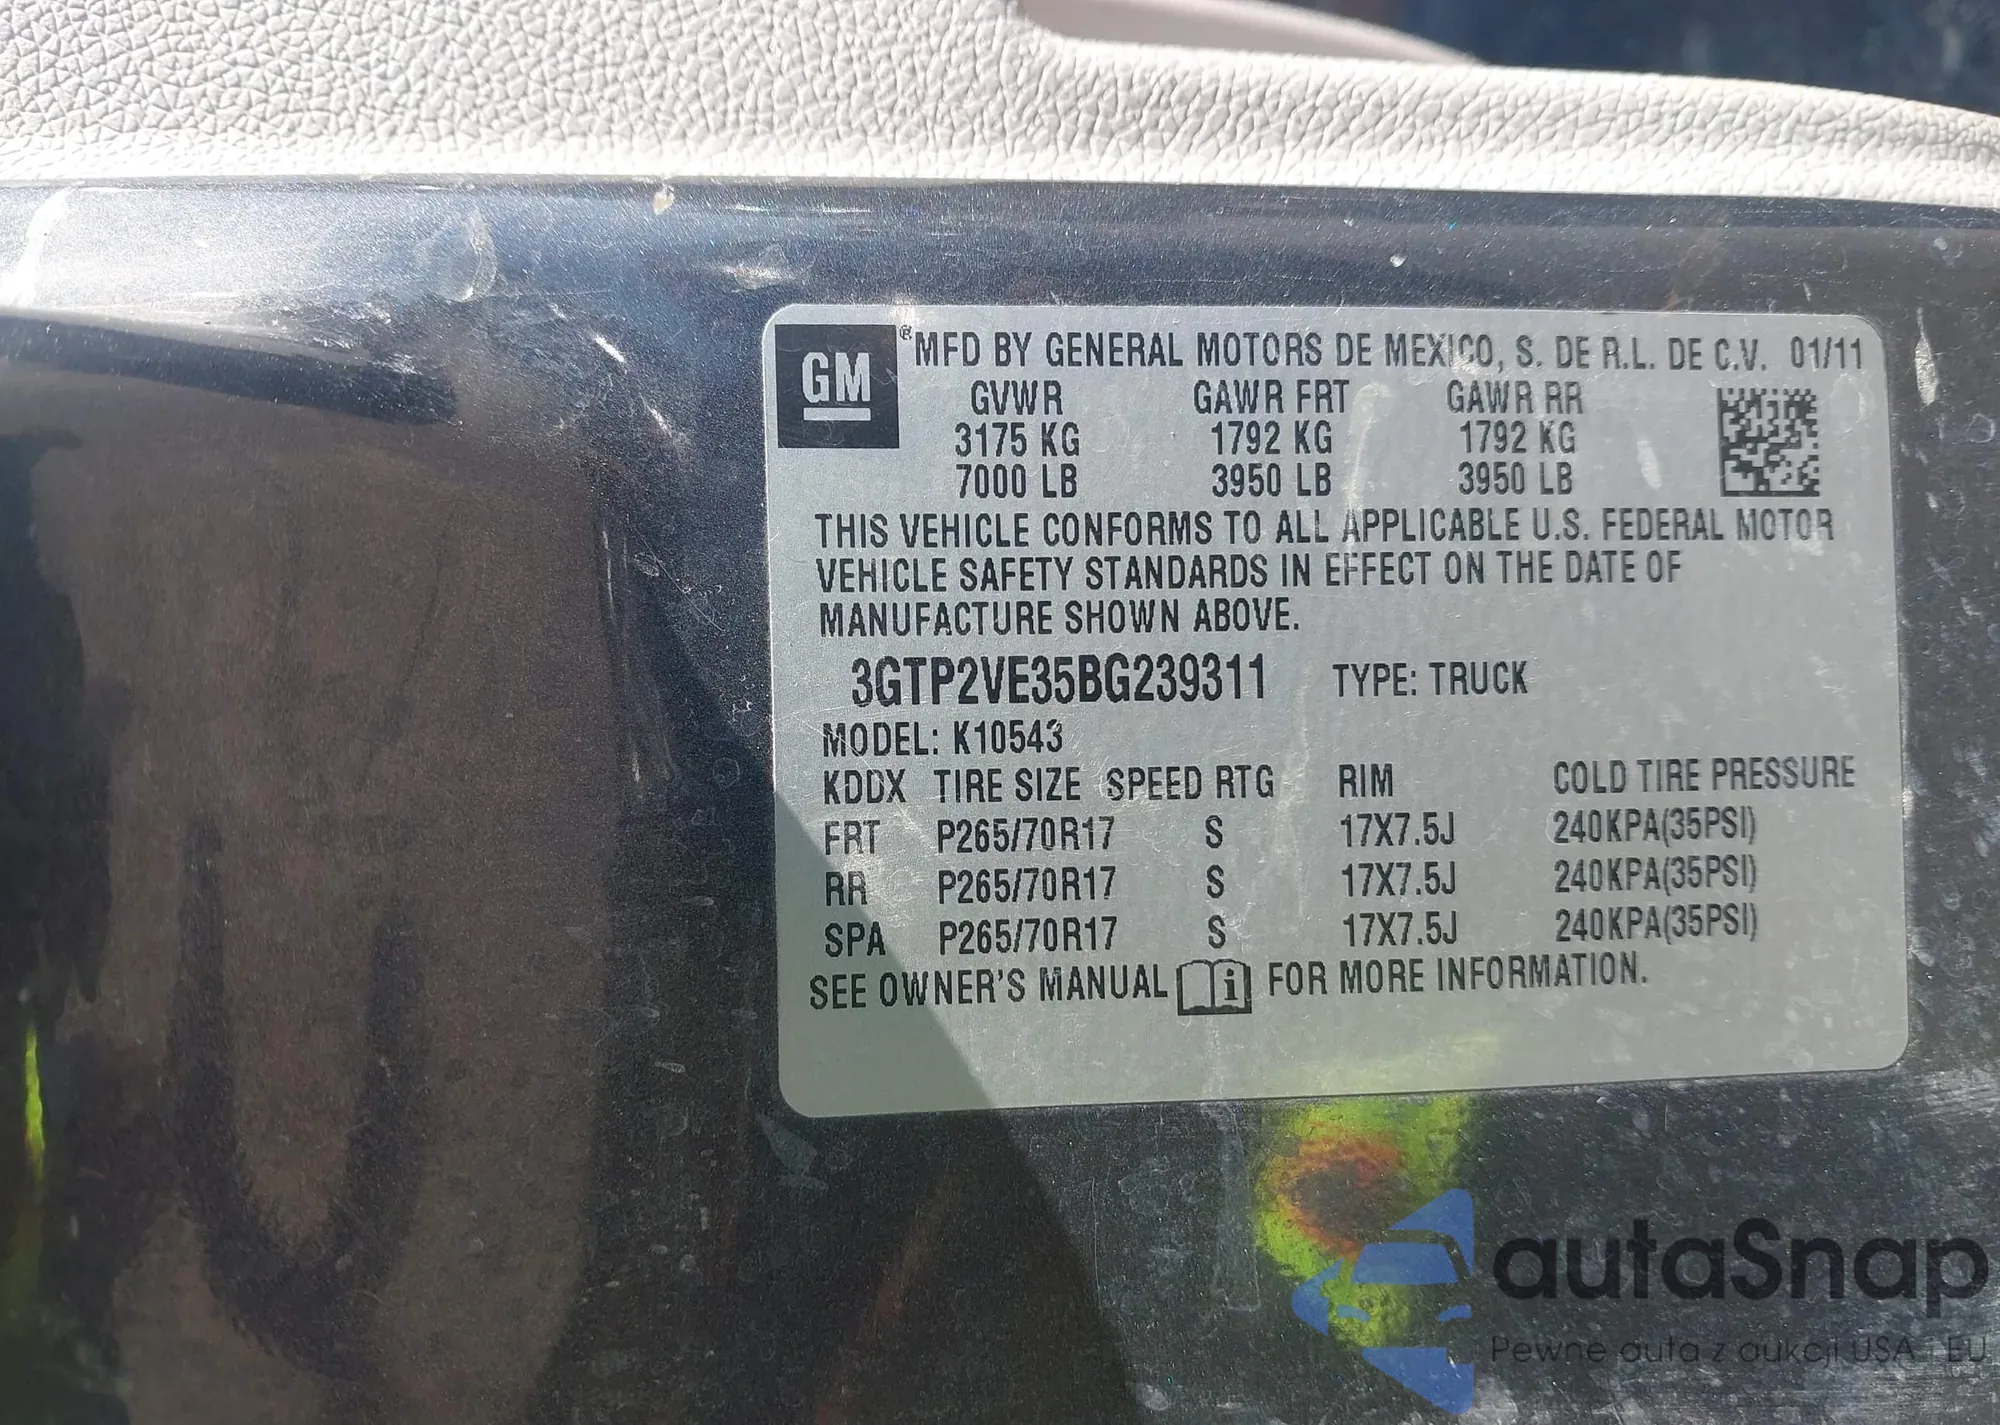 GM ® MFD BY GENERAL MOTORS DE MEXICO, S. DE R.L. DE C.V. 01/11
GVWR GAWR FRT GAWR RR
3175 KG 1792 KG 1792 KG
7000 LB 3950 LB 3950 LB
THIS VEHICLE CONFORMS TO ALL APPLICABLE U.S. FEDERAL MOTOR
VEHICLE SAFETY STANDARDS IN EFFECT ON THE DATE OF
MANUFACTURE SHOWN ABOVE.
3GTP2VE35BG239311 TYPE: TRUCK
MODEL: K10543
KDDX TIRE SIZE SPEED RTG RIM COLD TIRE PRESSURE
FRT P265/70R17 S 17X7.5J 240KPA(35PSI)
RR P265/70R17 S 17X7.5J 240KPA(35PSI)
SPA P265/70R17 S 17X7.5J 240KPA(35PSI)
SEE OWNER'S MANUAL i FOR MORE INFORMATION.
autaSnap
Pewne auta z aukcji USA i EU